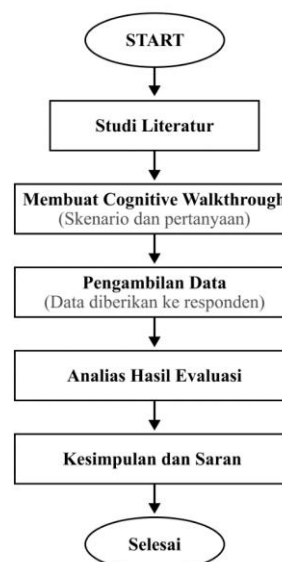 START
Studi Literatur
Membuat Cognitive Walkthrough
(Skenario dan pertanyaan)
Pengambilan Data
(Data diberikan ke responden)
Analias Hasil Evaluasi
Kesimpulan dan Saran
Selesai